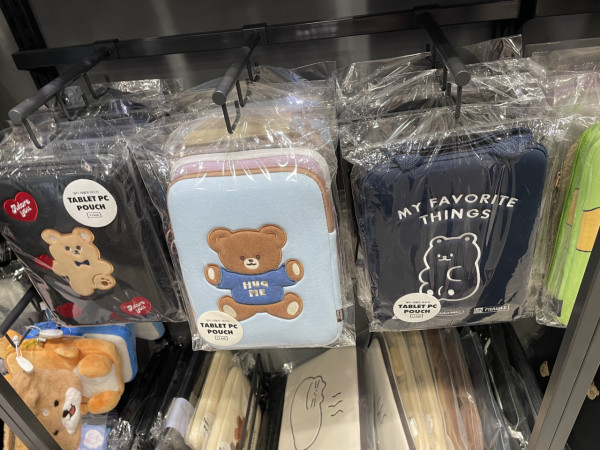 I adore
you
TABLET PC
POUCH
HUG
ME
TABLET PC
POUCH
MY FAVORITE
THINGS
TABLET PC
POUCH